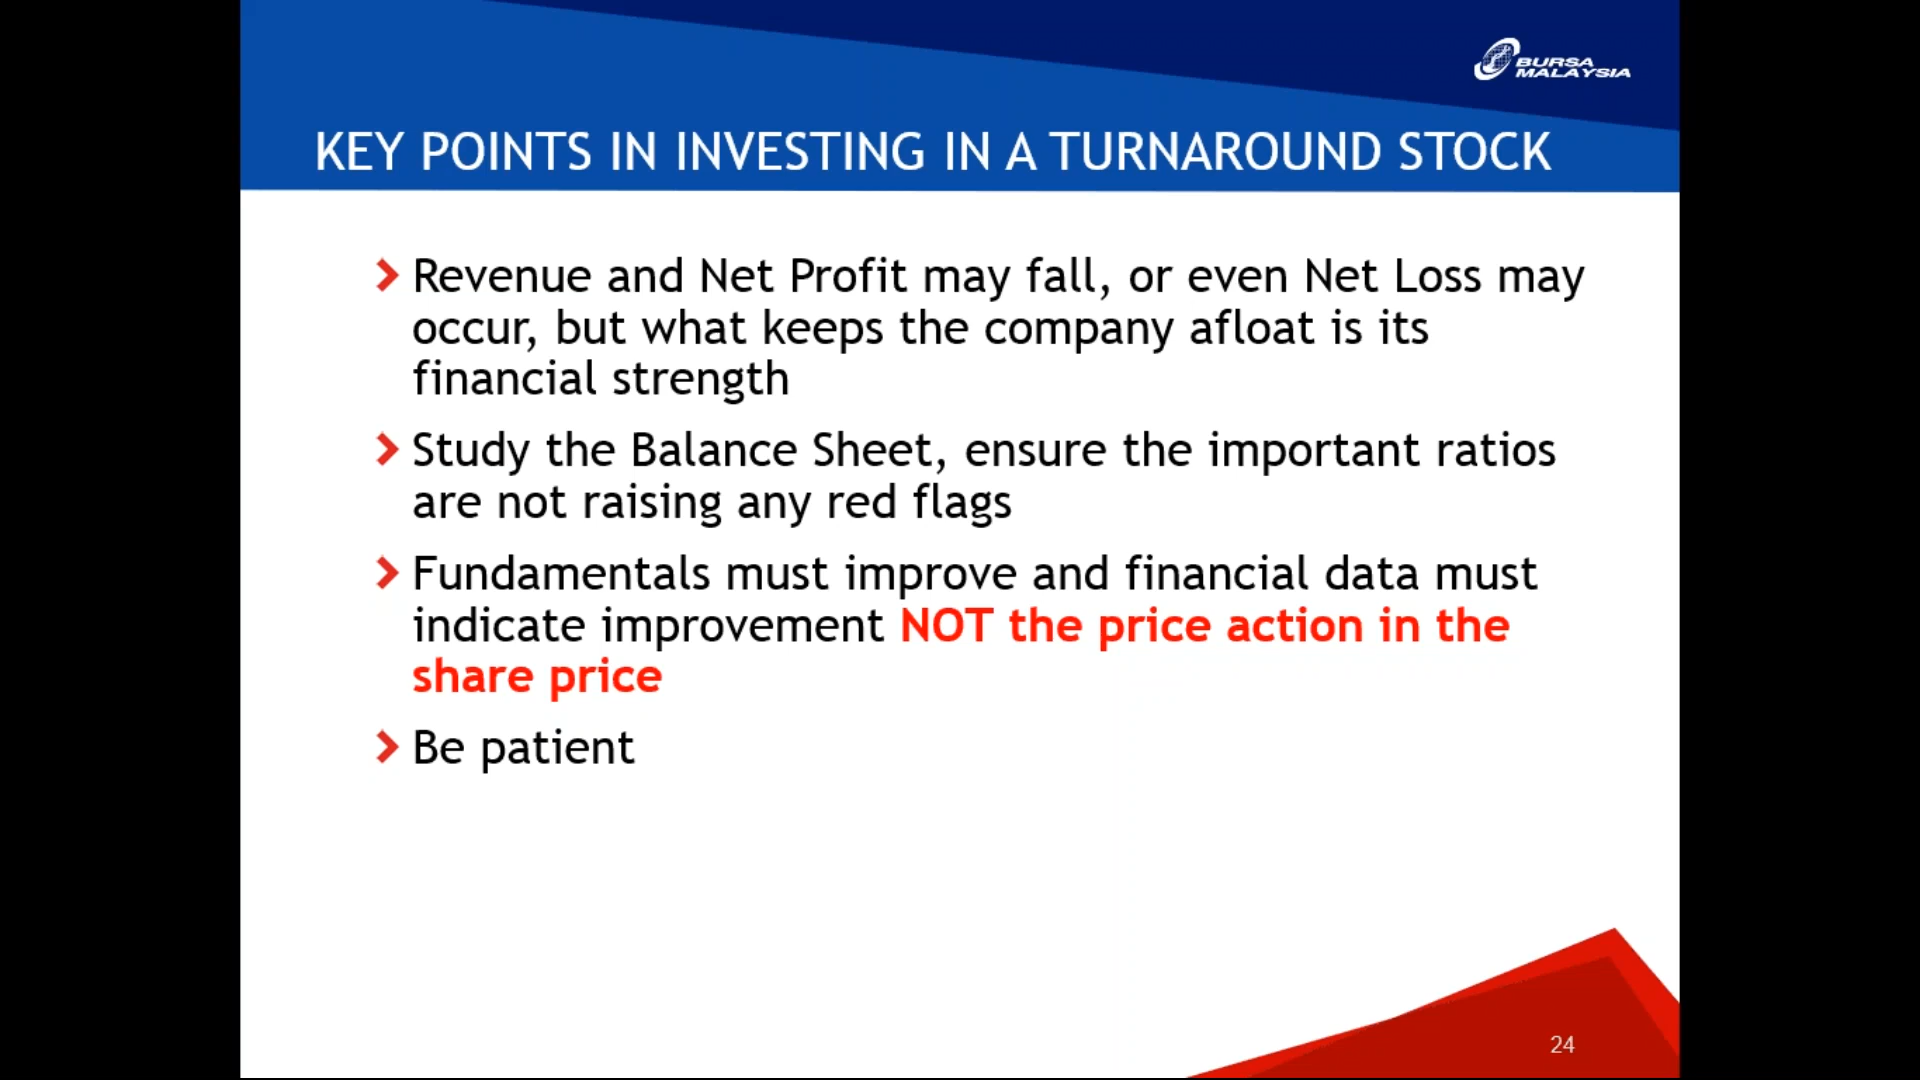 BURSA
MALAYSIA
KEY POINTS IN INVESTING IN A TURNAROUND STOCK
Revenue and Net Profit may fall, or even Net Loss may
occur, but what keeps the company afloat is its
financial strength
Study the Balance Sheet, ensure the important ratios
are not raising any red flags
Fundamentals must improve and financial data must
indicate improvement NOT the price action in the
share price
Be patient
24